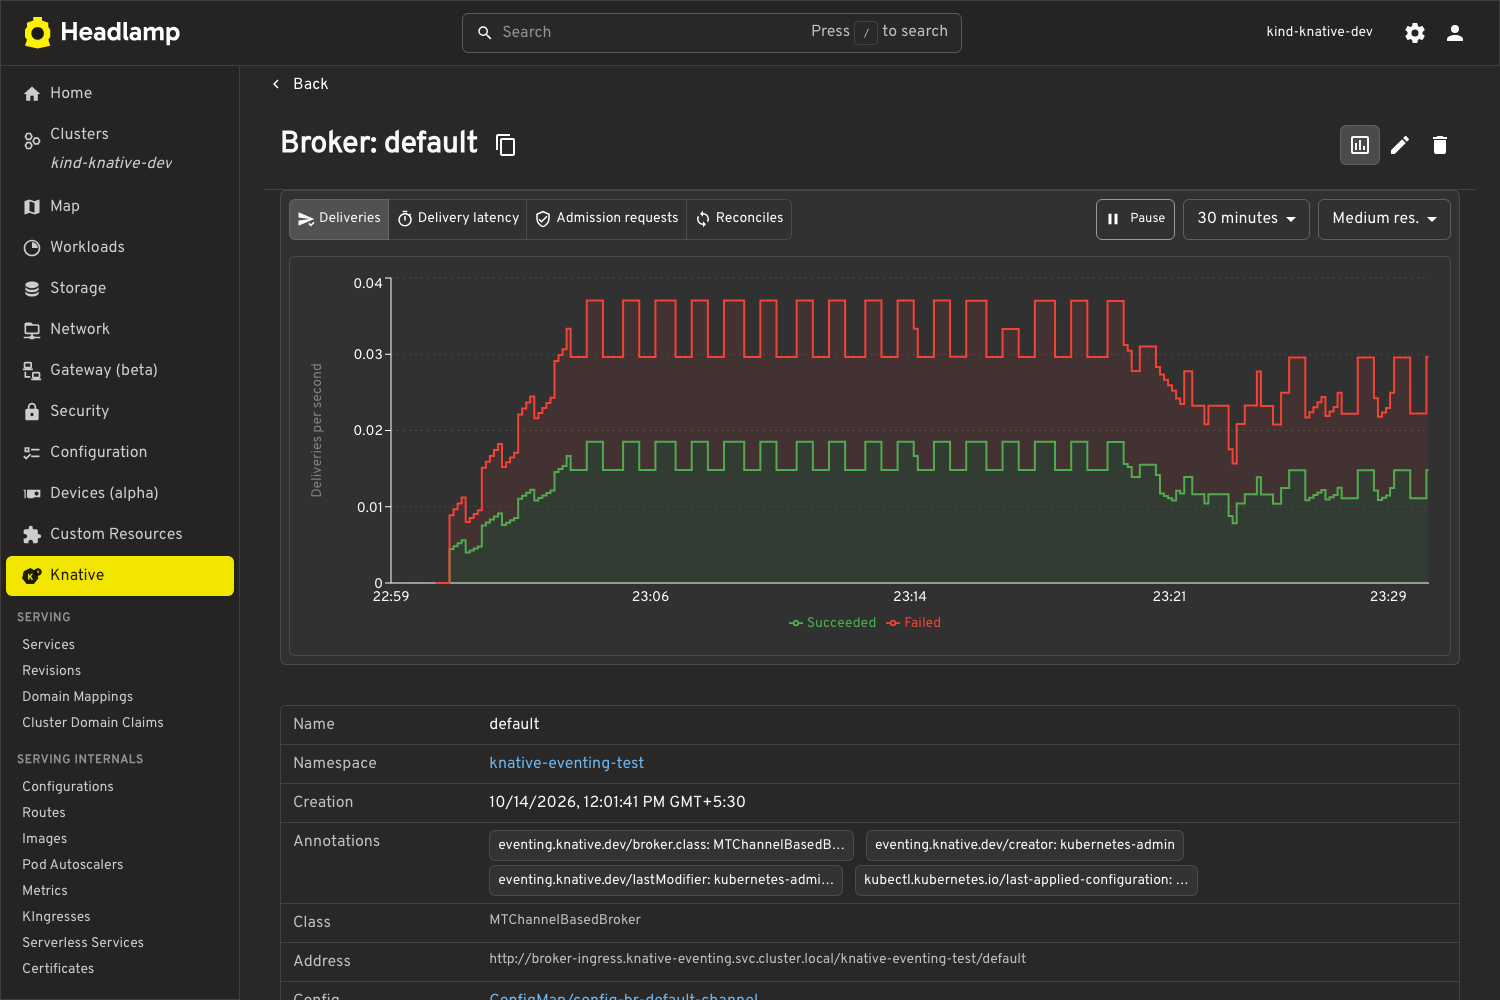 Headlamp
Search
Press / to search
kind-knative-dev
Home
Clusters
kind-knative-dev
Map
Workloads
Storage
Network
Gateway (beta)
Security
Configuration
Devices (alpha)
Custom Resources
Knative
SERVING
Services
Revisions
Domain Mappings
Cluster Domain Claims
SERVING INTERNALS
Configurations
Routes
Images
Pod Autoscalers
Metrics
KIngresses
Serverless Services
Certificates
Back
Broker: default
Deliveries
Delivery latency
Admission requests
Reconciles
Pause
30 minutes
Medium res.
Deliveries per second
0.04
0.03
0.02
0.01
0
22:59
23:06
23:14
23:21
23:29
Succeeded
Failed
Name
default
Namespace
knative-eventing-test
Creation
10/14/2026, 12:01:41 PM GMT+5:30
Annotations
eventing.knative.dev/broker.class: MTChannelBasedB...
eventing.knative.dev/creator: kubernetes-admin
eventing.knative.dev/lastModifier: kubernetes-admi...
kubectl.kubernetes.io/last-applied-configuration: ...
Class
MTChannelBasedBroker
Address
http://broker-ingress.knative-eventing.svc.cluster.local/knative-eventing-test/default
Config
ConfigMap/config-br-default-channel